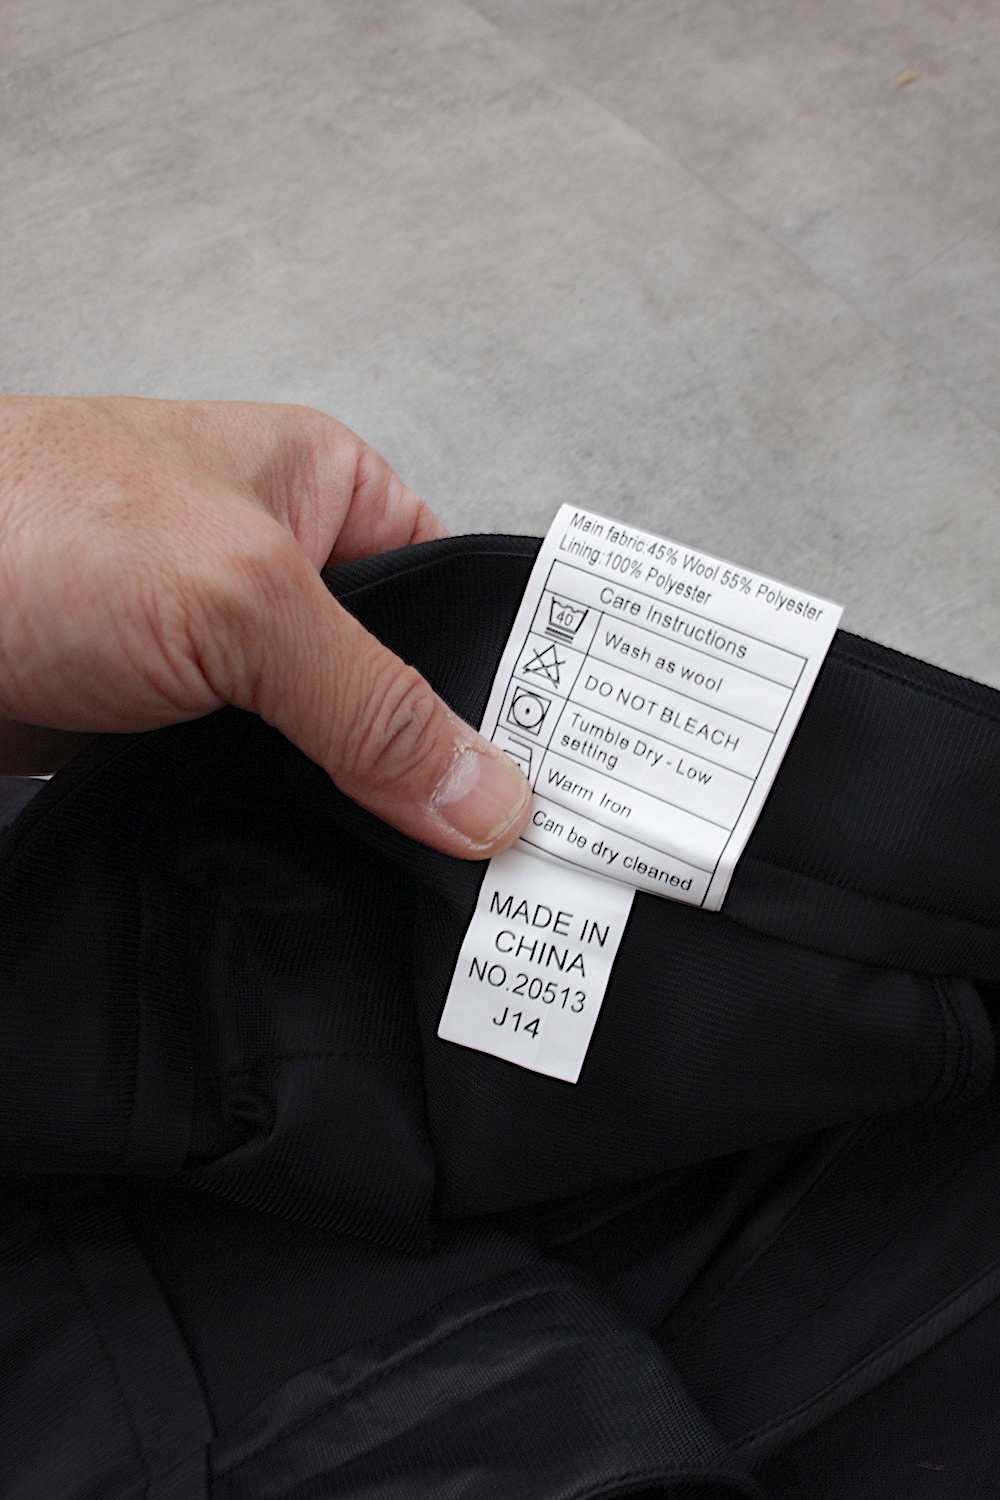 Main fabric:45% Wool 55% Polyester
Lining:100% Polyester
Care Instructions
40
Wash as wool
DO NOT BLEACH
Tumble Dry - Low
setting
Warm Iron
Can be dry cleaned
MADE IN
CHINA
NO.20513
J14